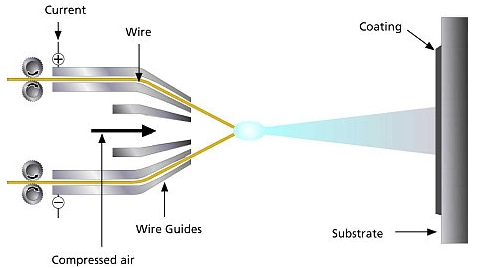 Current
Wire
Coating
+
−
Wire Guides
Substrate
Compressed air